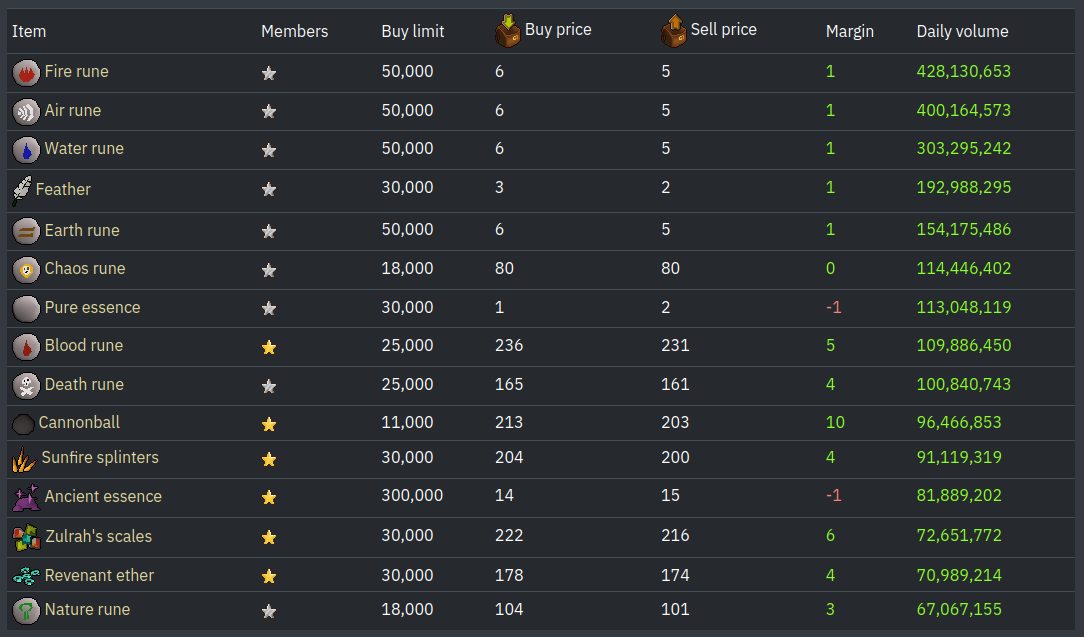 Item Members Buy limit Buy price Sell price Margin Daily volume
Fire rune 50,000 6 5 1 428,130,653
Air rune 50,000 6 5 1 400,164,573
Water rune 50,000 6 5 1 303,295,242
Feather 30,000 3 2 1 192,988,295
Earth rune 50,000 6 5 1 154,175,486
Chaos rune 18,000 80 80 0 114,446,402
Pure essence 30,000 1 2 -1 113,048,119
Blood rune 25,000 236 231 5 109,886,450
Death rune 25,000 165 161 4 100,840,743
Cannonball 11,000 213 203 10 96,466,853
Sunfire splinters 30,000 204 200 4 91,119,319
Ancient essence 300,000 14 15 -1 81,889,202
Zulrah's scales 30,000 222 216 6 72,651,772
Revenant ether 30,000 178 174 4 70,989,214
Nature rune 18,000 104 101 3 67,067,155